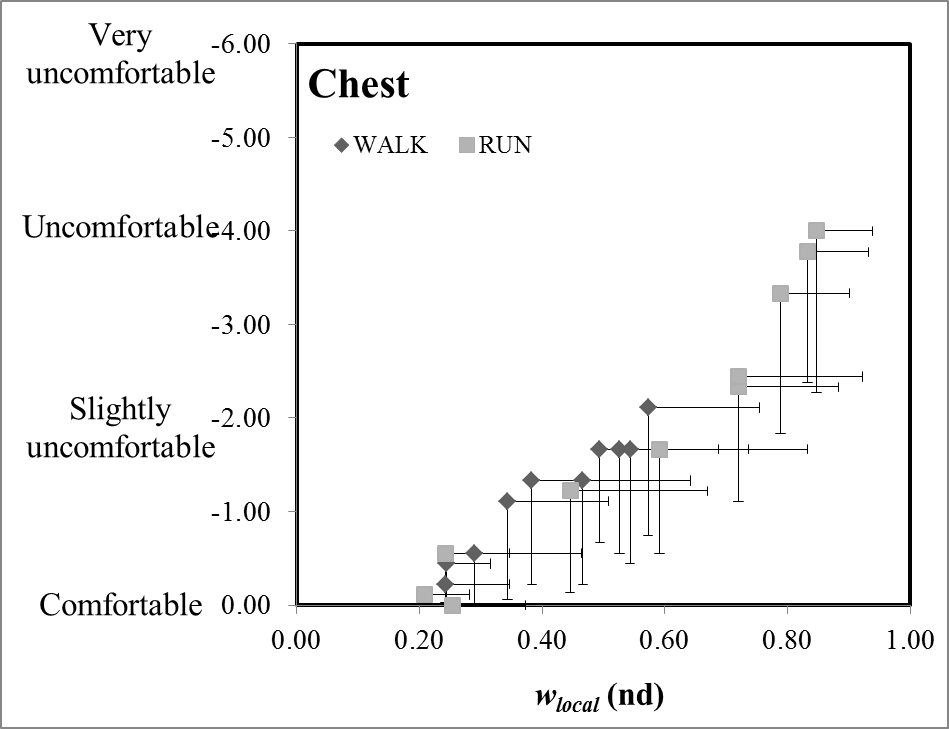 Very
uncomfortable
-6.00
Chest
WALK RUN
-5.00
Uncomfortable
-4.00
-3.00
Slightly
uncomfortable
-2.00
-1.00
Comfortable
0.00
0.00 0.20 0.40 0.60 0.80 1.00
wlocal (nd)